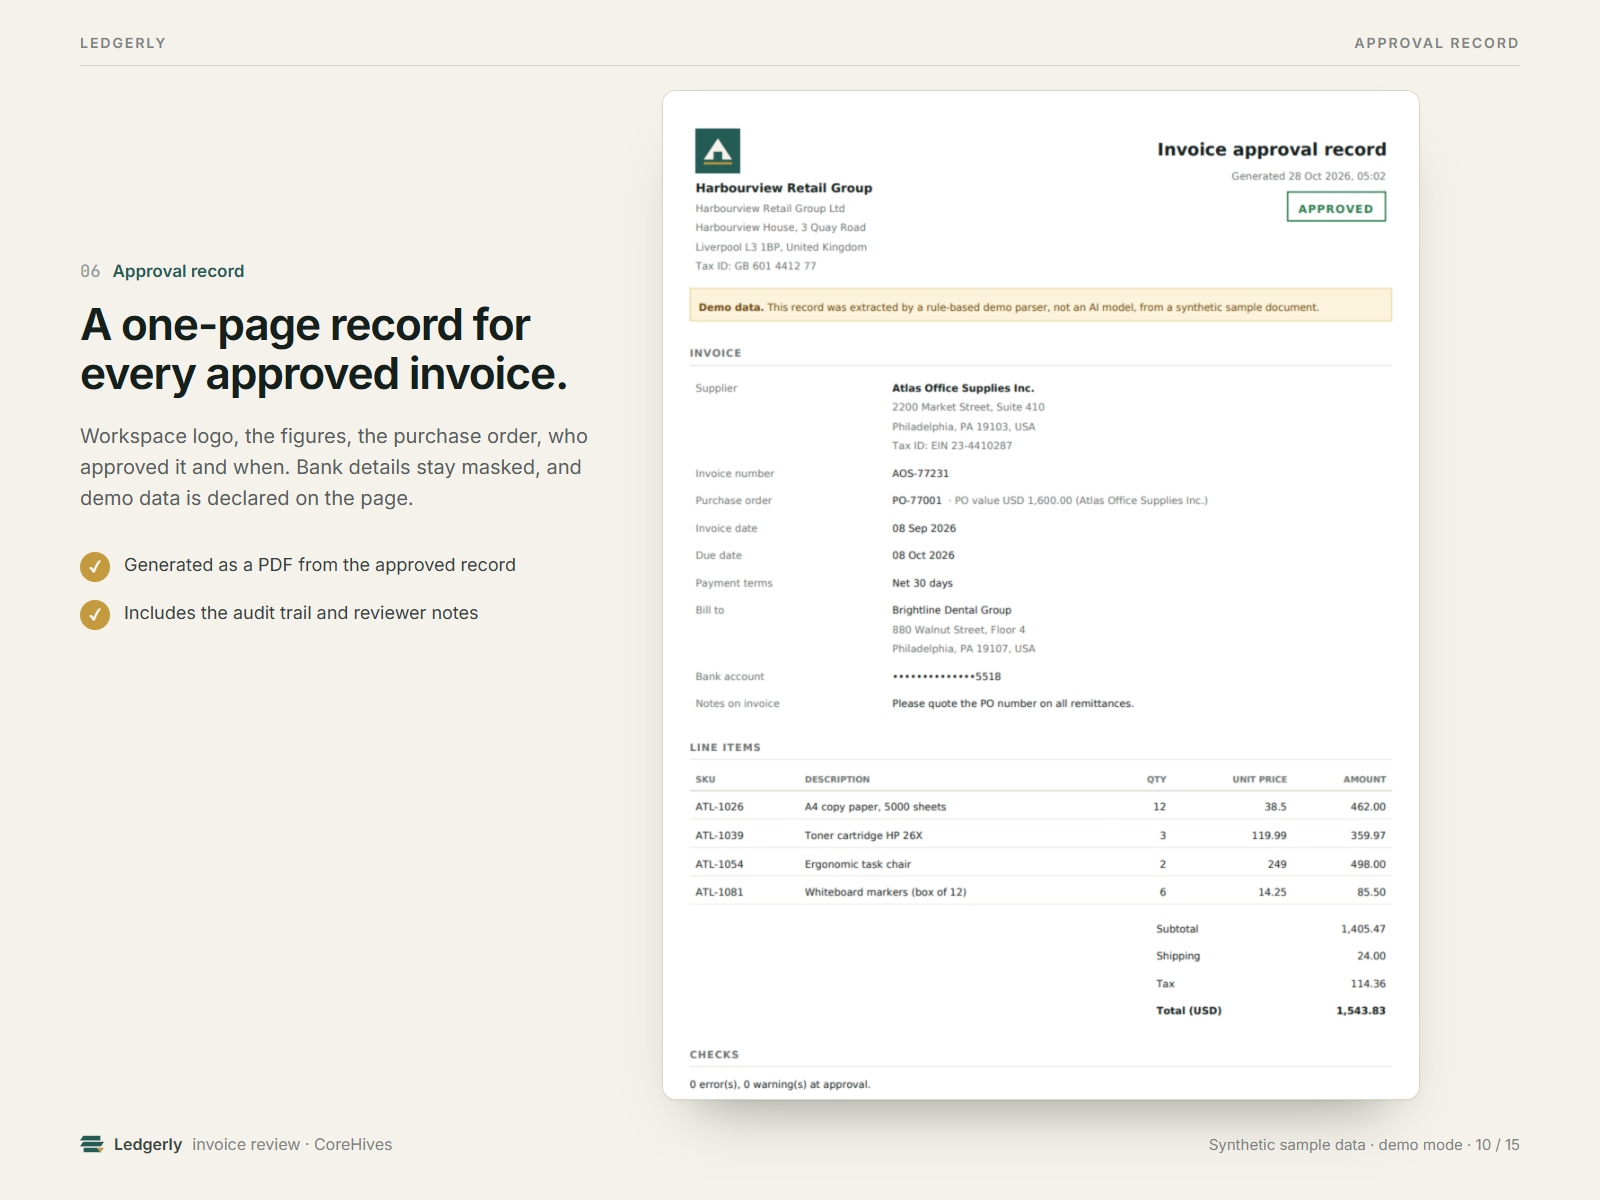 LEDGERLY
APPROVAL RECORD
06 Approval record
A one-page record for
every approved invoice.
Workspace logo, the figures, the purchase order, who
approved it and when. Bank details stay masked, and
demo data is declared on the page.
Generated as a PDF from the approved record
Includes the audit trail and reviewer notes
Harbourview Retail Group
Harbourview Retail Group Ltd
Harbourview House, 3 Quay Road
Liverpool L3 1BP, United Kingdom
Tax ID: GB 601 4412 77
Invoice approval record
Generated 28 Oct 2026, 05:02
APPROVED
Demo data. This record was extracted by a rule-based demo parser, not an AI model, from a synthetic sample document.
INVOICE
Supplier Atlas Office Supplies Inc.
2200 Market Street, Suite 410
Philadelphia, PA 19103, USA
Tax ID: EIN 23-4410287
Invoice number AOS-77231
Purchase order PO-77001 · PO value USD 1,600.00 (Atlas Office Supplies Inc.)
Invoice date 08 Sep 2026
Due date 08 Oct 2026
Payment terms Net 30 days
Bill to Brightline Dental Group
880 Walnut Street, Floor 4
Philadelphia, PA 19107, USA
Bank account ••••••••••••••5518
Notes on invoice Please quote the PO number on all remittances.
LINE ITEMS
SKU DESCRIPTION QTY UNIT PRICE AMOUNT
ATL-1026 A4 copy paper, 5000 sheets 12 38.5 462.00
ATL-1039 Toner cartridge HP 26X 3 119.99 359.97
ATL-1054 Ergonomic task chair 2 249 498.00
ATL-1081 Whiteboard markers (box of 12) 6 14.25 85.50
Subtotal 1,405.47
Shipping 24.00
Tax 114.36
Total (USD) 1,543.83
CHECKS
0 error(s), 0 warning(s) at approval.
Ledgerly invoice review · CoreHives
Synthetic sample data · demo mode · 10 / 15